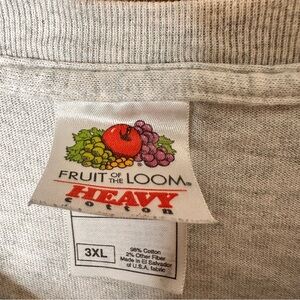 FRUIT OF THE LOOM®
HEAVY
cotton
3XL
98% Cotton
2% Other Fiber
Made in El Salvador
of U.S.A. fabric